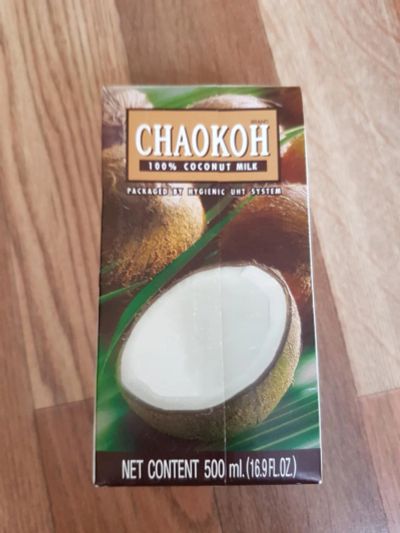 BRAND
CHAOKOH
100% COCONUT MILK
PACKAGED BY HYGIENIC UHT SYSTEM
NET CONTENT 500 ml. (16.9 FL.OZ.)